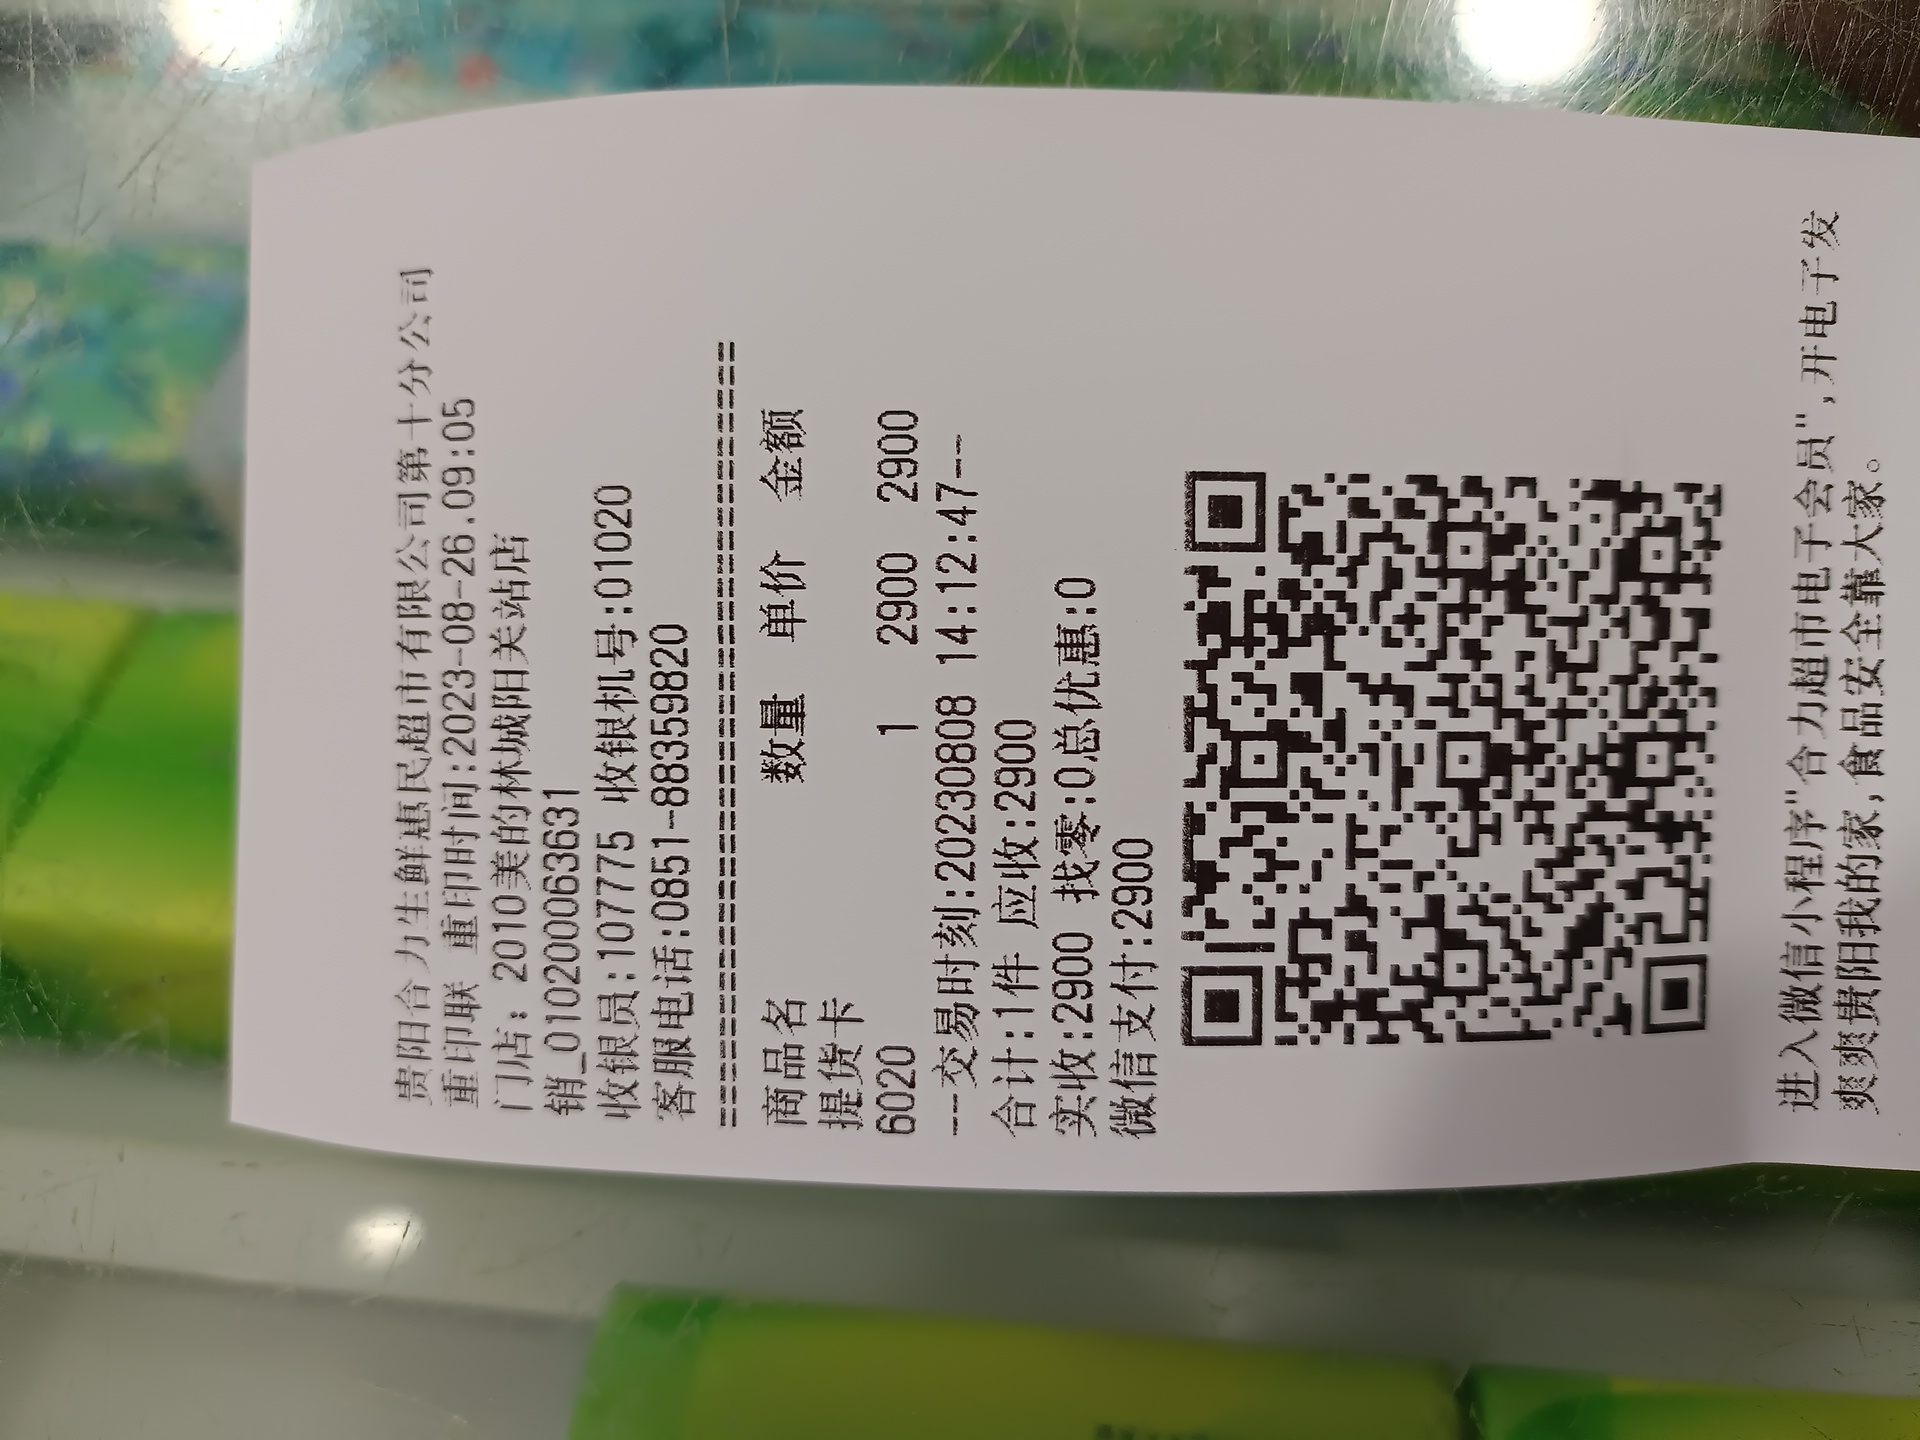 贵阳合力生鲜惠民超市有限公司第十分公司
重印联 重印时间:2023-08-26.09:05
门店: 2010美的林城阳关站店
销_010200063631
收银员:107775 收银机号:01020
客服电话:0851-88359820
==================================
商品名 数量 单价 金额
提货卡
6020 1 2900 2900
--交易时刻:20230808 14:12:47--
合计:1件 应收:2900
实收:2900 找零:0总优惠:0
微信支付:2900
进入微信小程序"合力超市电子会员",开电子发
爽爽贵阳我的家,食品安全靠大家。